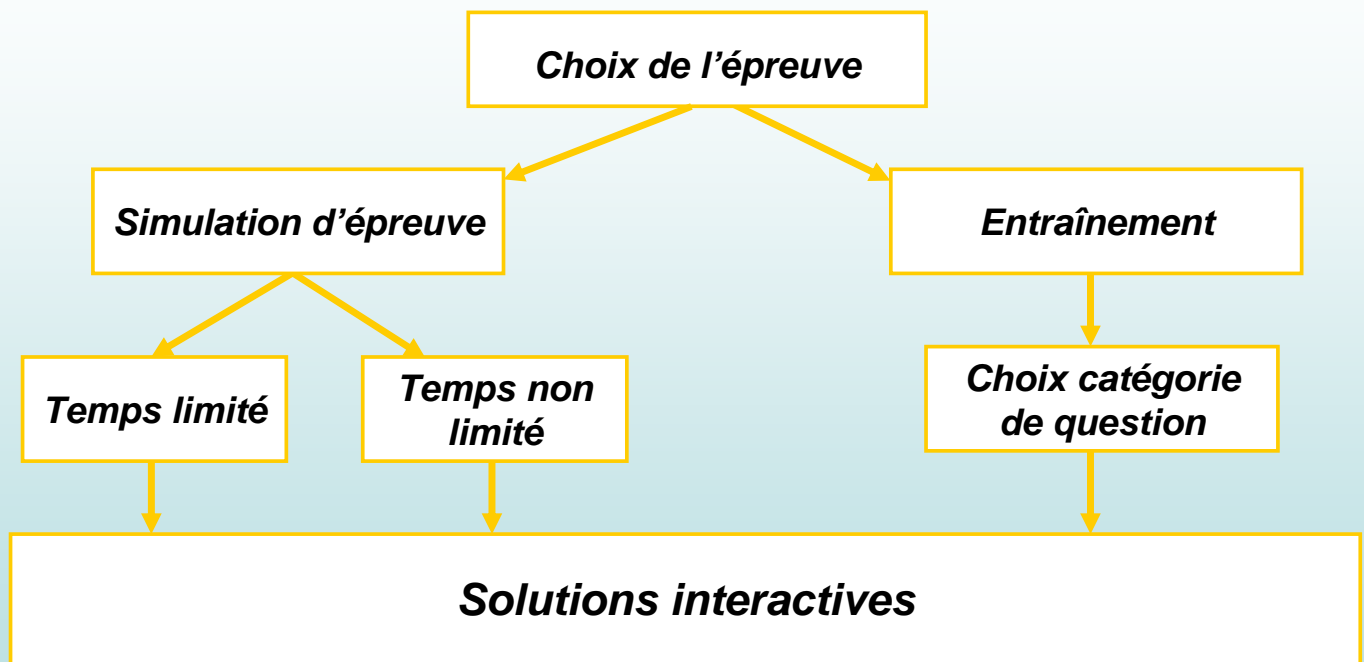 Choix de l’épreuve
Simulation d’épreuve
Entraînement
Temps limité
Temps non
limité
Choix catégorie
de question
Solutions interactives